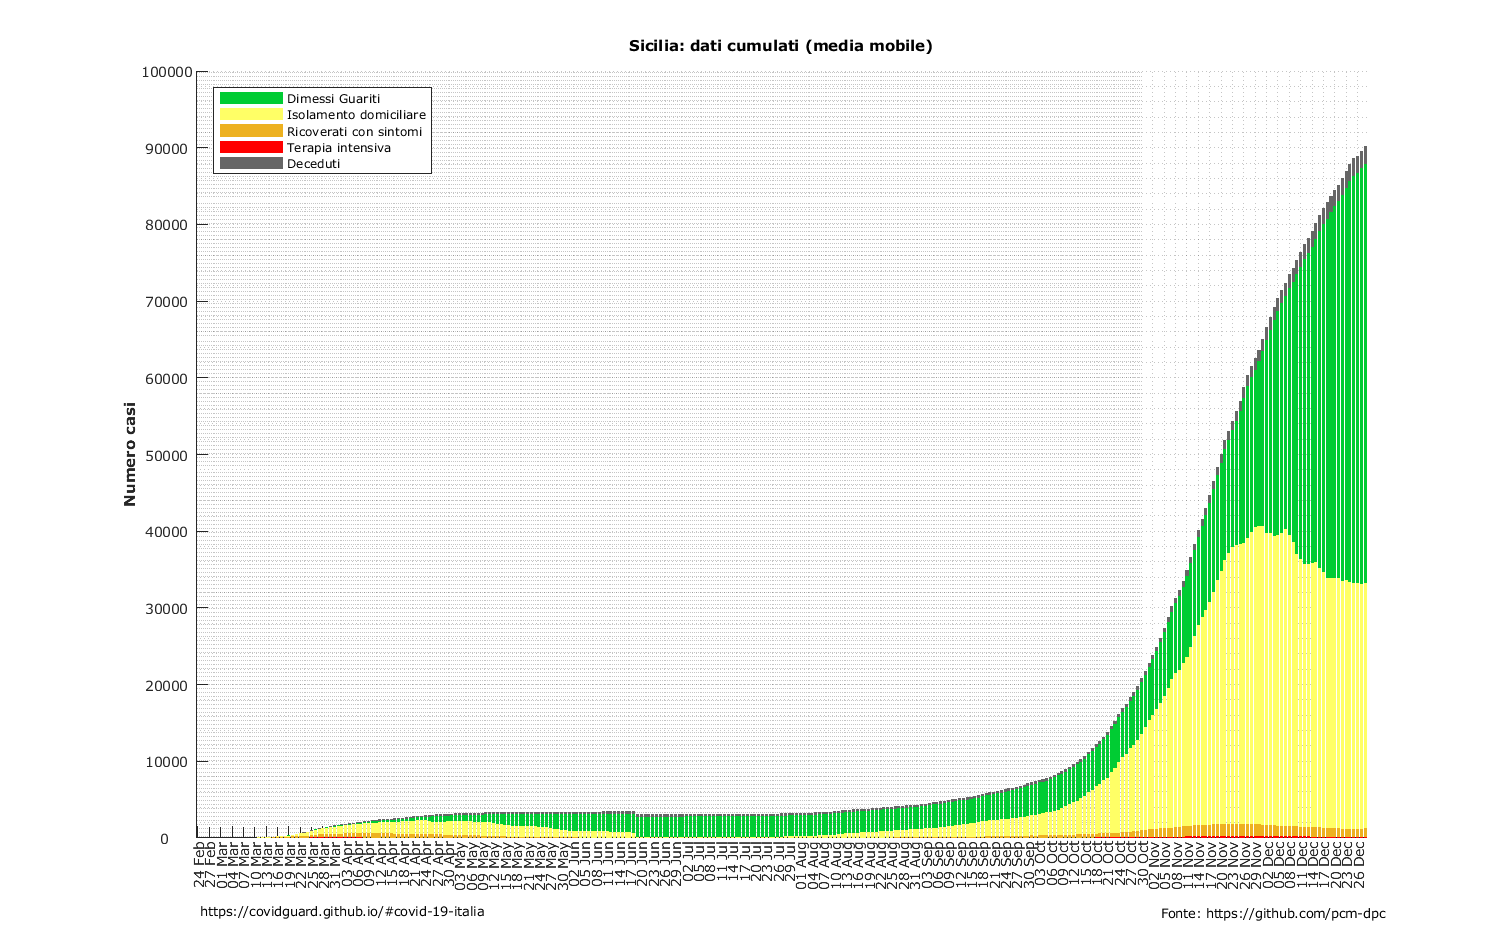 Sicilia: dati cumulati (media mobile)
100000
90000
80000
70000
60000
50000
40000
30000
20000
10000
0
Numero casi
Dimessi Guariti
Isolamento domiciliare
Ricoverati con sintomi
Terapia intensiva
Deceduti
24 Feb
27 Feb
01 Mar
04 Mar
07 Mar
10 Mar
13 Mar
16 Mar
19 Mar
22 Mar
25 Mar
28 Mar
31 Mar
03 Apr
06 Apr
09 Apr
12 Apr
15 Apr
18 Apr
21 Apr
24 Apr
27 Apr
30 Apr
03 May
06 May
09 May
12 May
15 May
18 May
21 May
24 May
27 May
30 May
02 Jun
05 Jun
08 Jun
11 Jun
14 Jun
17 Jun
20 Jun
23 Jun
26 Jun
29 Jun
02 Jul
05 Jul
08 Jul
11 Jul
14 Jul
17 Jul
20 Jul
23 Jul
26 Jul
29 Jul
01 Aug
04 Aug
07 Aug
10 Aug
13 Aug
16 Aug
19 Aug
22 Aug
25 Aug
28 Aug
31 Aug
03 Sep
06 Sep
09 Sep
12 Sep
15 Sep
18 Sep
21 Sep
24 Sep
27 Sep
30 Sep
03 Oct
06 Oct
09 Oct
12 Oct
15 Oct
18 Oct
21 Oct
24 Oct
27 Oct
30 Oct
02 Nov
05 Nov
08 Nov
11 Nov
14 Nov
17 Nov
20 Nov
23 Nov
26 Nov
29 Nov
02 Dec
05 Dec
08 Dec
11 Dec
14 Dec
17 Dec
20 Dec
23 Dec
26 Dec
https://covidguard.github.io/#covid-19-italia
Fonte: https://github.com/pcm-dpc